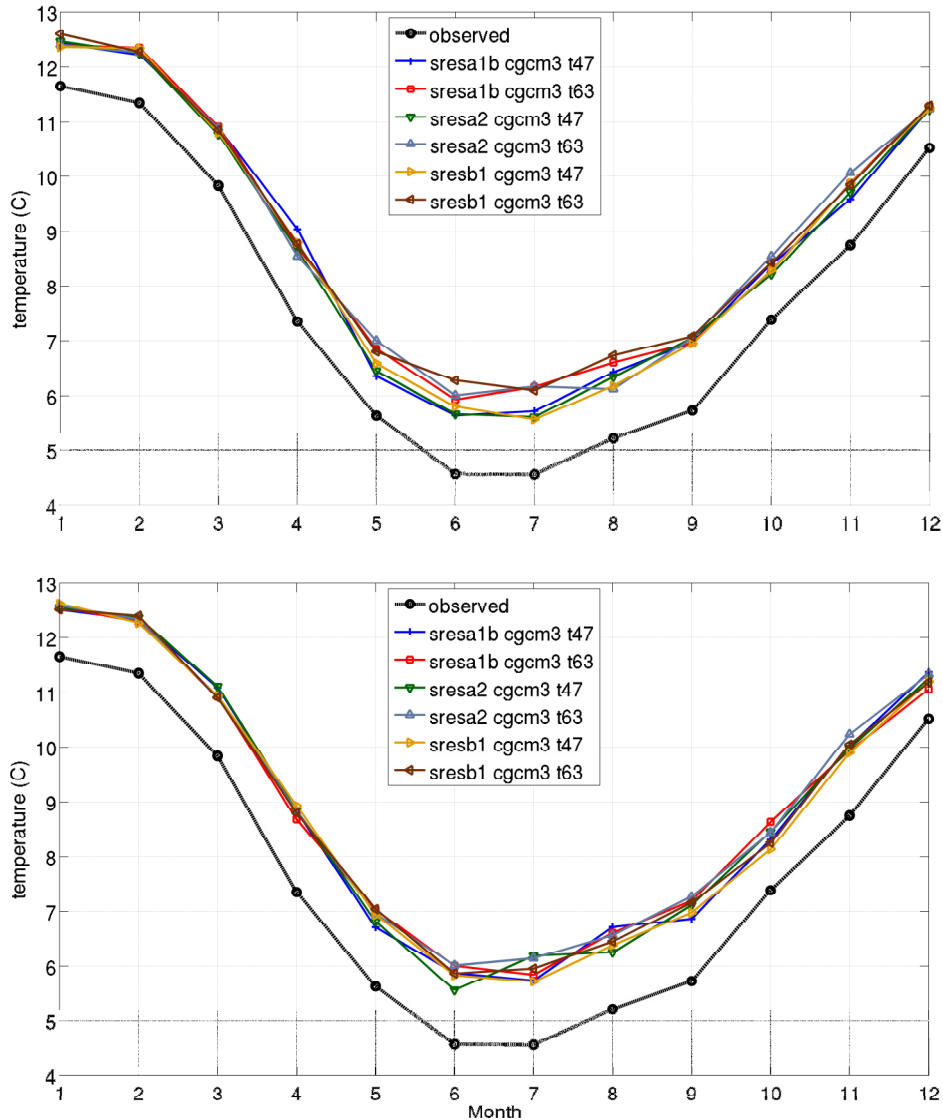 13
12
11
10
9
8
7
6
5
4
temperature (C)
observed
sresa1b cgcm3 t47
sresa1b cgcm3 t63
sresa2 cgcm3 t47
sresa2 cgcm3 t63
sresb1 cgcm3 t47
sresb1 cgcm3 t63
1 2 3 4 5 6 7 8 9 10 11 12
13
12
11
10
9
8
7
6
5
4
temperature (C)
observed
sresa1b cgcm3 t47
sresa1b cgcm3 t63
sresa2 cgcm3 t47
sresa2 cgcm3 t63
sresb1 cgcm3 t47
sresb1 cgcm3 t63
1 2 3 4 5 6 7 8 9 10 11 12
Month